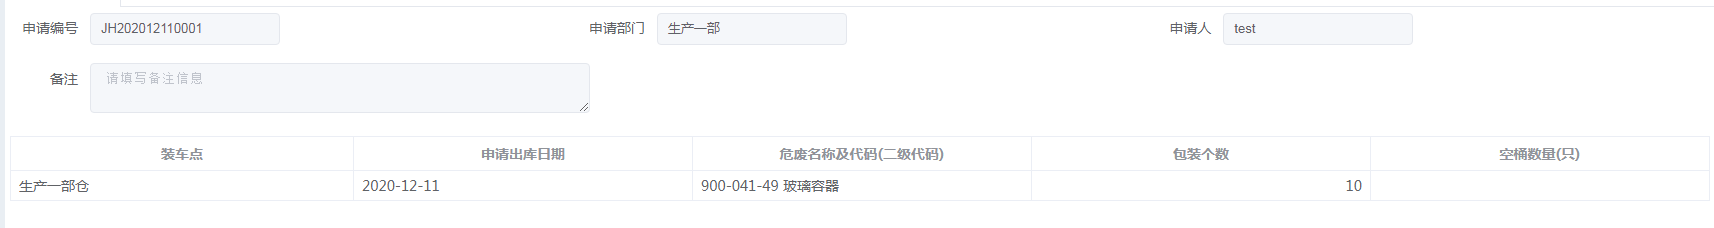 申请编号 JH202012110001 申请部门 生产一部 申请人 test
备注 请填写备注信息
装车点 申请出库日期 危废名称及代码(二级代码) 包装个数 空桶数量(只)
生产一部仓 2020-12-11 900-041-49 玻璃容器 10